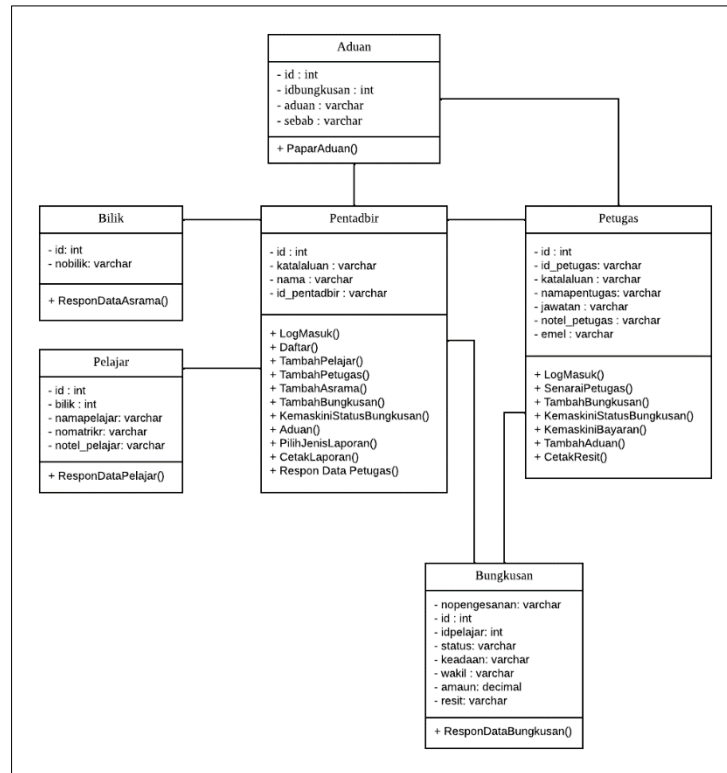 Aduan
- id : int
- idbungkusan : int
- aduan : varchar
- sebab : varchar
+ PaparAduan()
Bilik
- id: int
- nobilik: varchar
+ ResponDataAsrama()
Pentadbir
- id : int
- katalaluan : varchar
- nama : varchar
- id_pentadbir : varchar
+ LogMasuk()
+ Daftar()
+ TambahPelajar()
+ TambahPetugas()
+ TambahAsrama()
+ TambahBungkusan()
+ KemaskiniStatusBungkusan()
+ Aduan()
+ PilihJenisLaporan()
+ CetakLaporan()
+ Respon Data Petugas()
Petugas
- id : int
- id_petugas: varchar
- katalaluan : varchar
- namapentugas: varchar
- jawatan : varchar
- notel_petugas : varchar
- emel : varchar
+ LogMasuk()
+ SenaraiPetugas()
+ TambahBungkusan()
+ KemaskiniStatusBungkusan()
+ KemaskiniBayaran()
+ TambahAduan()
+ CetakResit()
Pelajar
- id : int
- bilik : int
- namapelajar: varchar
- nomatrikr: varchar
- notel_pelajar: varchar
+ ResponDataPelajar()
Bungkusan
- nopengesanan: varchar
- id : int
- idpelajar: int
- status: varchar
- keadaan: varchar
- wakil : varchar
- amaun: decimal
- resit: varchar
+ ResponDataBungkusan()